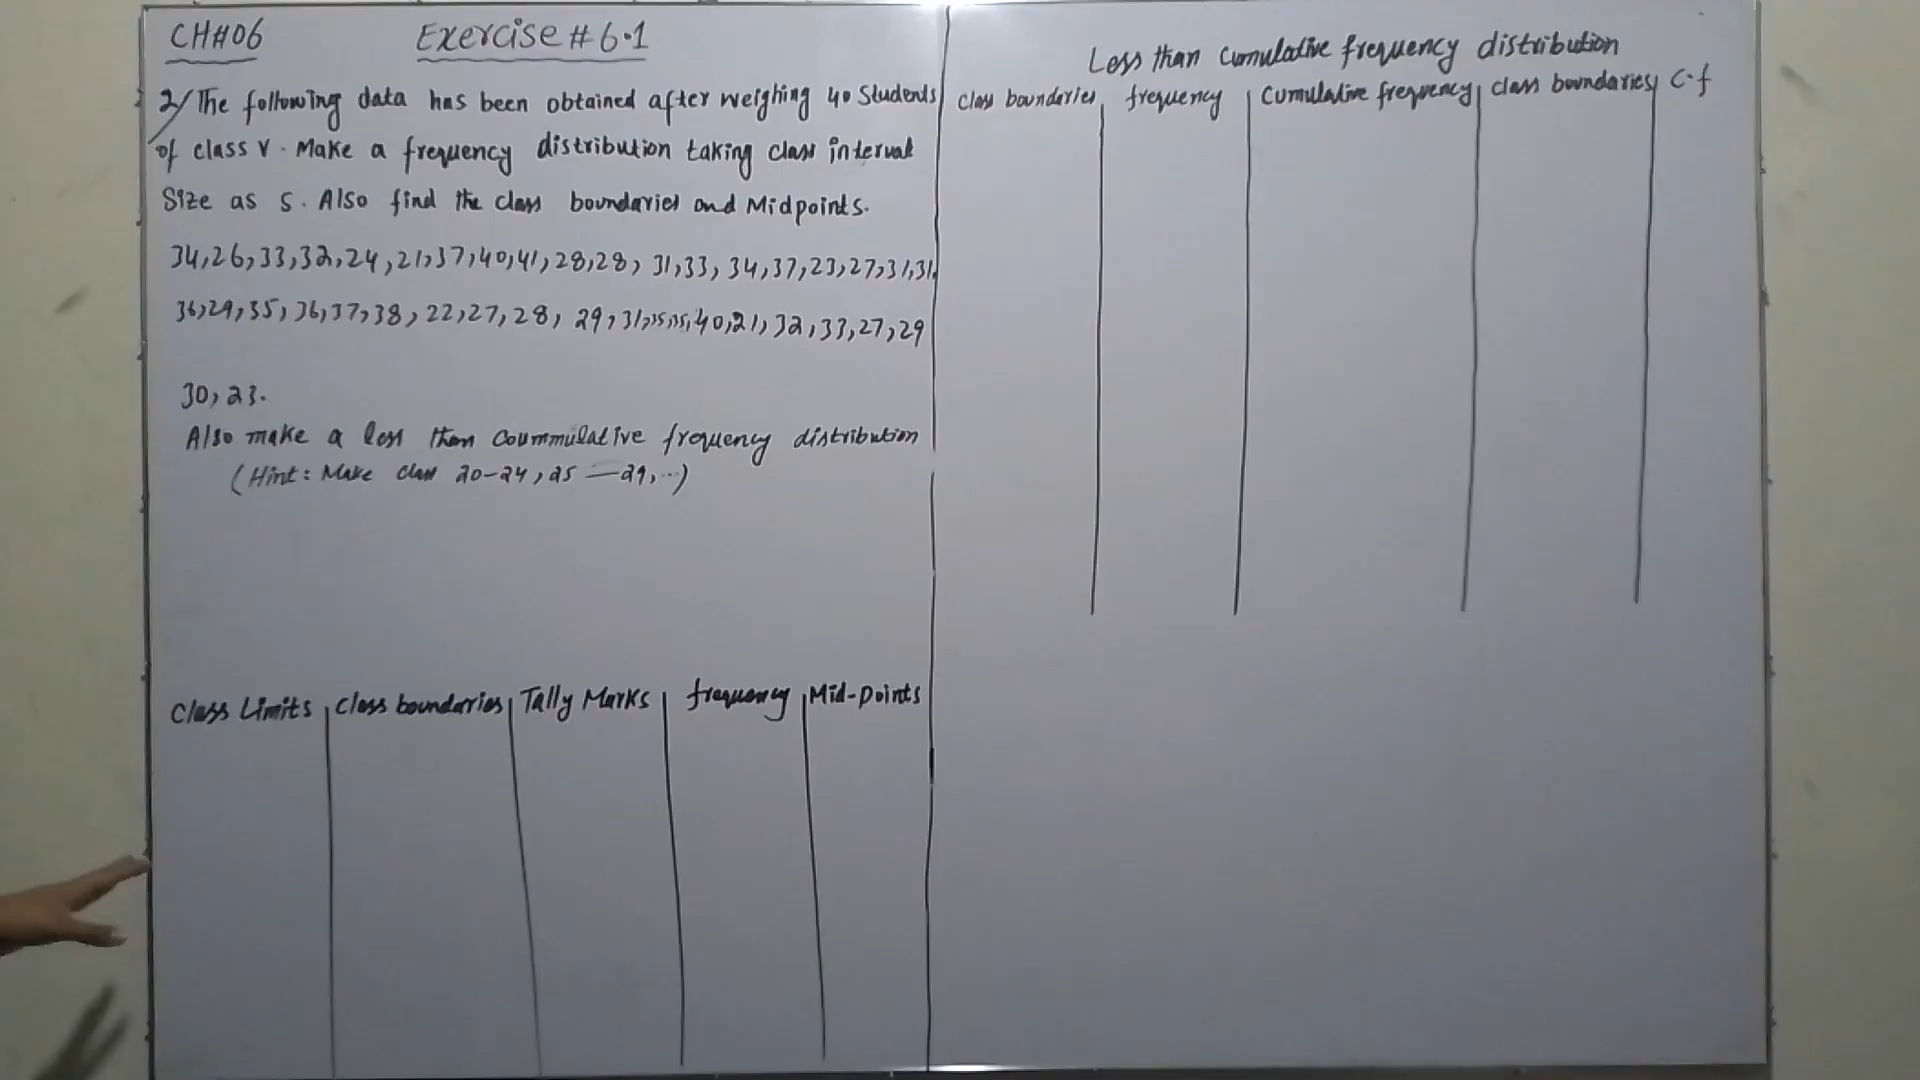 CH#06
Exercise # 6.1
2/ The following data has been obtained after weighing 40 Students
of class V. Make a frequency distribution taking class interval
Size as 5. Also find the class boundaries and Midpoints.
34,26,33,32,24,21,37,40,41,28,28,31,33,34,37,23,27,31,31,
36,29,35,36,37,38,22,27,28,29,31,35,35,40,21,32,33,27,29
30,23.
Also make a less than coummulative frequency distribution
(Hint: Make class 20-24,25—29,...)
Class Limits
Class boundaries
Tally Marks
frequency
Mid-points
Less than Cumulative frequency distribution
Class boundaries
frequency
Cumulative frequency
class boundaries
C.f